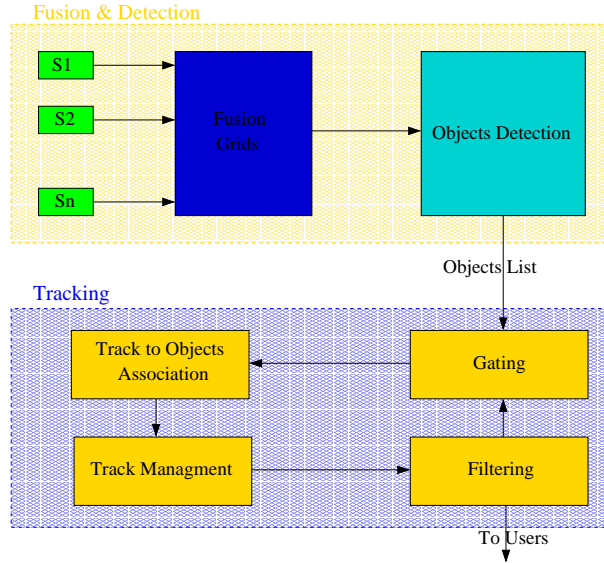 Fusion & Detection
S1
S2
Sn
Fusion
Grids
Objects Detection
Objects List
Tracking
Track to Objects
Association
Gating
Track Managment
Filtering
To Users